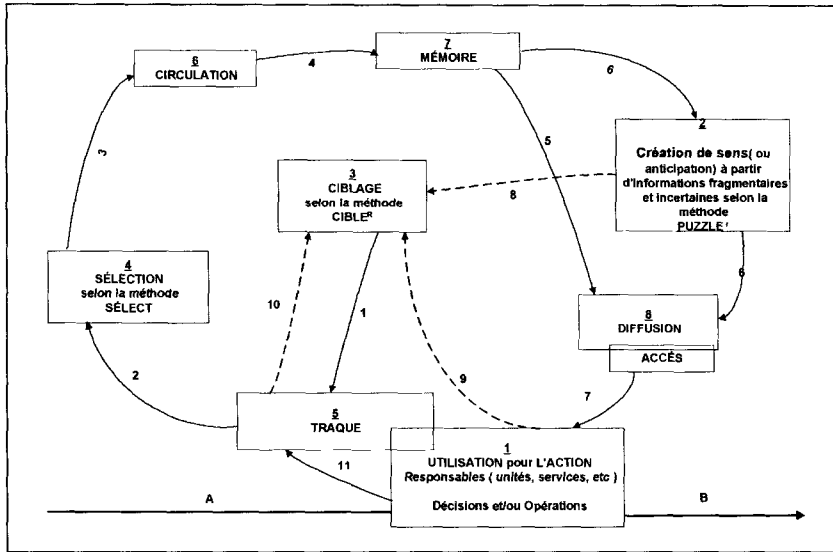 7
MÉMOIRE
6
CIRCULATION
4
6
3
5
2
Création de sens( ou
anticipation) à partir
d'informations fragmentaires
et incertaines selon la
méthode
PUZZLE r
3
CIBLAGE
selon la méthode
CIBLE R
8
4
SÉLECTION
selon la méthode
SÉLECT
10
1
6
8
DIFFUSION
ACCÉS
2
9
7
5
TRAQUE
1
UTILISATION pour L'ACTION
Responsables ( unités, services, etc )
Décisions et/ou Opérations
11
A
B